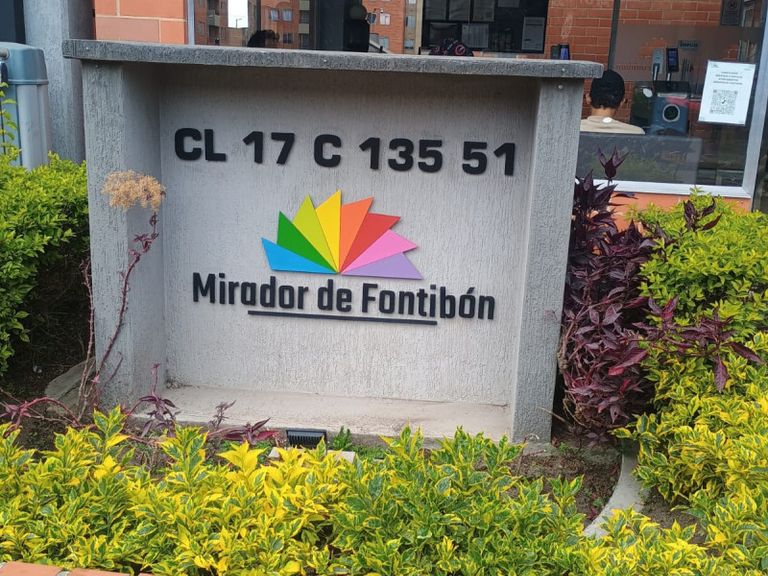 CL 17 C 135 51
Mirador de Fontibón